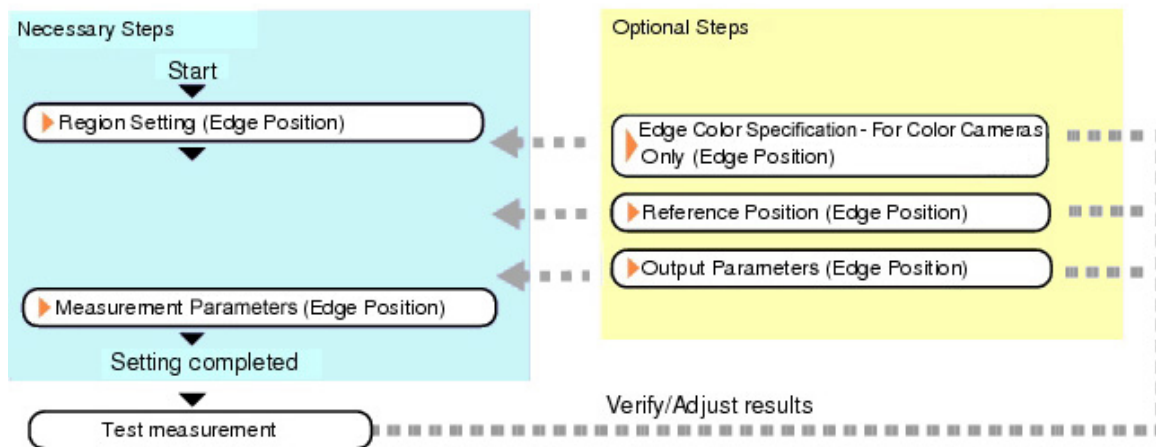 Necessary Steps
Start
Region Setting (Edge Position)
Measurement Parameters (Edge Position)
Setting completed
Test measurement
Optional Steps
Edge Color Specification - For Color Cameras
Only (Edge Position)
Reference Position (Edge Position)
Output Parameters (Edge Position)
Verify/Adjust results